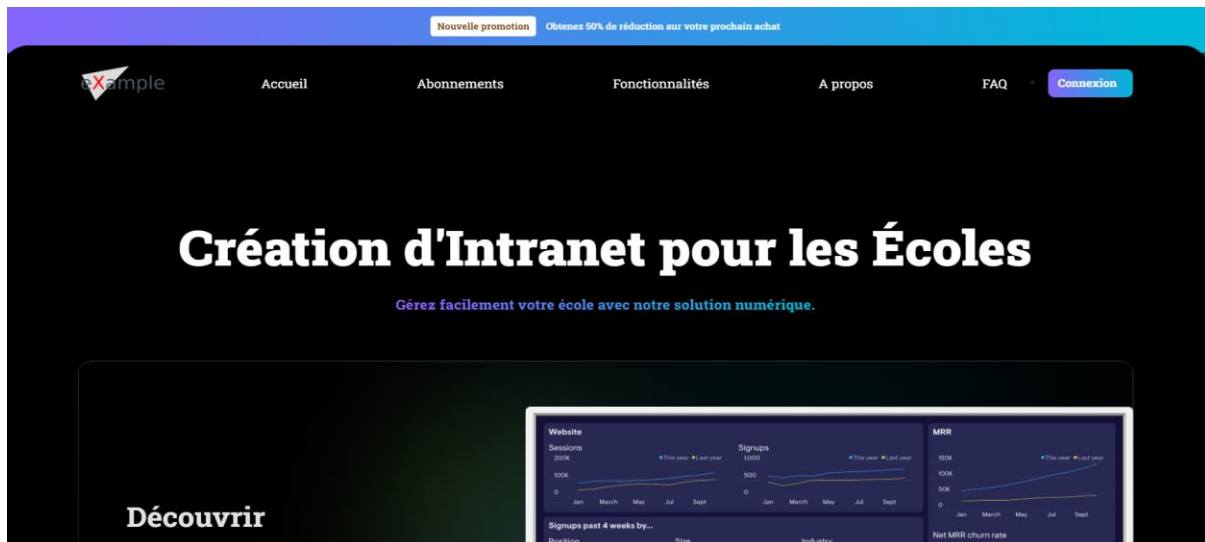 Nouvelle promotion Obtenez 50% de réduction sur votre prochain achat
eXample Accueil Abonnements Fonctionnalités A propos FAQ Connexion
Création d'Intranet pour les Écoles
Gérez facilement votre école avec notre solution numérique.
Découvrir
Website
Sessions
200K This year Last year
100K
0
Jan March May Jul Sept
Signups
1,000 This year Last year
500
0
Jan March May Jul Sept
MRR
150K This year Last year
100K
50K
0
Jan March May Jul Sept
Signups past 4 weeks by...
Position Size Industry
Net MRR churn rate